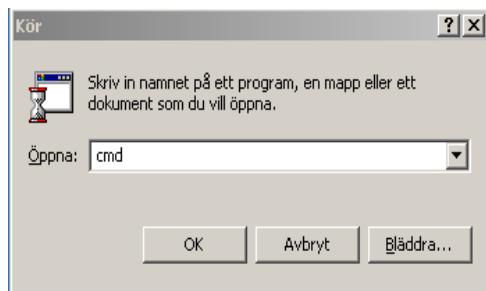 Kör
Skriv in namnet på ett program, en mapp eller ett
dokument som du vill öppna.
Öppna: cmd
OK Avbryt Bläddra...